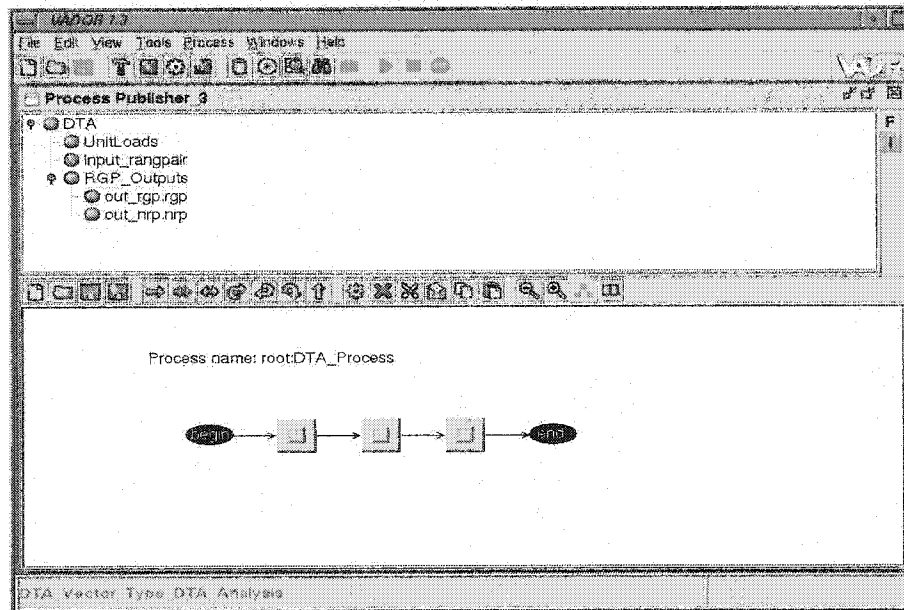 VADOR 1.3
File Edit View Tools Process Windows Help
Process Publisher_3
F
DTA
I
UnitLoads
input_rangpair
RGP_Outputs
out_rgp.rgp
out_nrp.nrp
Process name: root:DTA_Process
begin
end
DTA Vector Type DTA Analysis